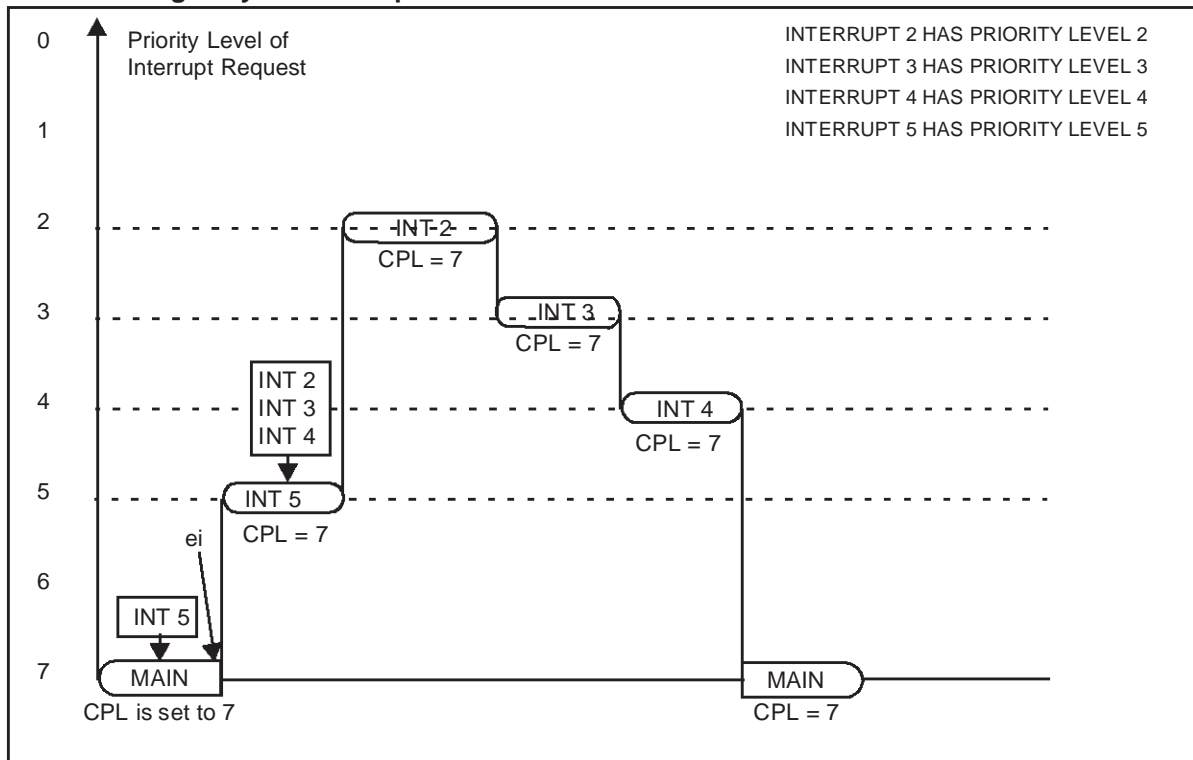 0
Priority Level of
Interrupt Request
INTERRUPT 2 HAS PRIORITY LEVEL 2
INTERRUPT 3 HAS PRIORITY LEVEL 3
INTERRUPT 4 HAS PRIORITY LEVEL 4
INTERRUPT 5 HAS PRIORITY LEVEL 5
1
2
INT 2
CPL = 7
3
INT 3
CPL = 7
INT 2
INT 3
INT 4
4
INT 4
CPL = 7
5
INT 5
CPL = 7
ei
6
INT 5
7
MAIN
CPL is set to 7
MAIN
CPL = 7